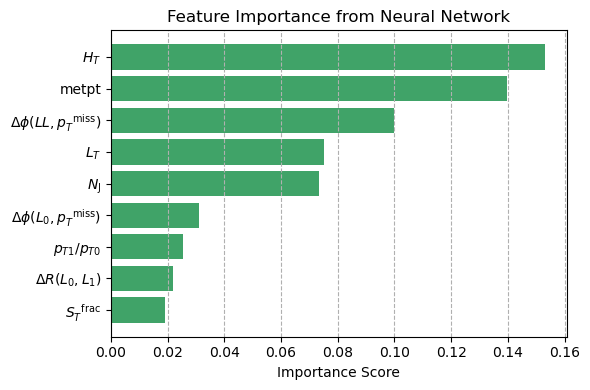 Feature Importance from Neural Network
H_T
metpt
Δϕ(LL, p_T^miss)
L_T
N_J
Δϕ(L_0, p_T^miss)
p_T1/p_T0
ΔR(L_0, L_1)
S_T^frac
0.00 0.02 0.04 0.06 0.08 0.10 0.12 0.14 0.16
Importance Score